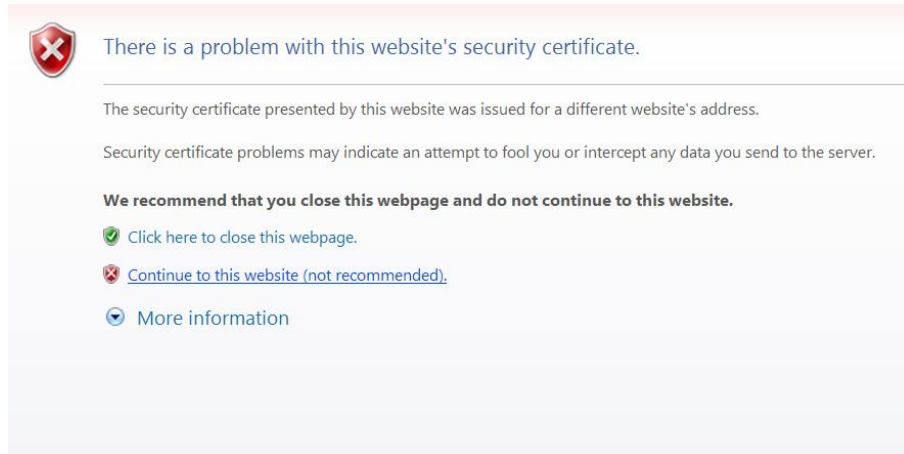 There is a problem with this website's security certificate.
The security certificate presented by this website was issued for a different website's address.
Security certificate problems may indicate an attempt to fool you or intercept any data you send to the server.
We recommend that you close this webpage and do not continue to this website.
Click here to close this webpage.
Continue to this website (not recommended).
More information